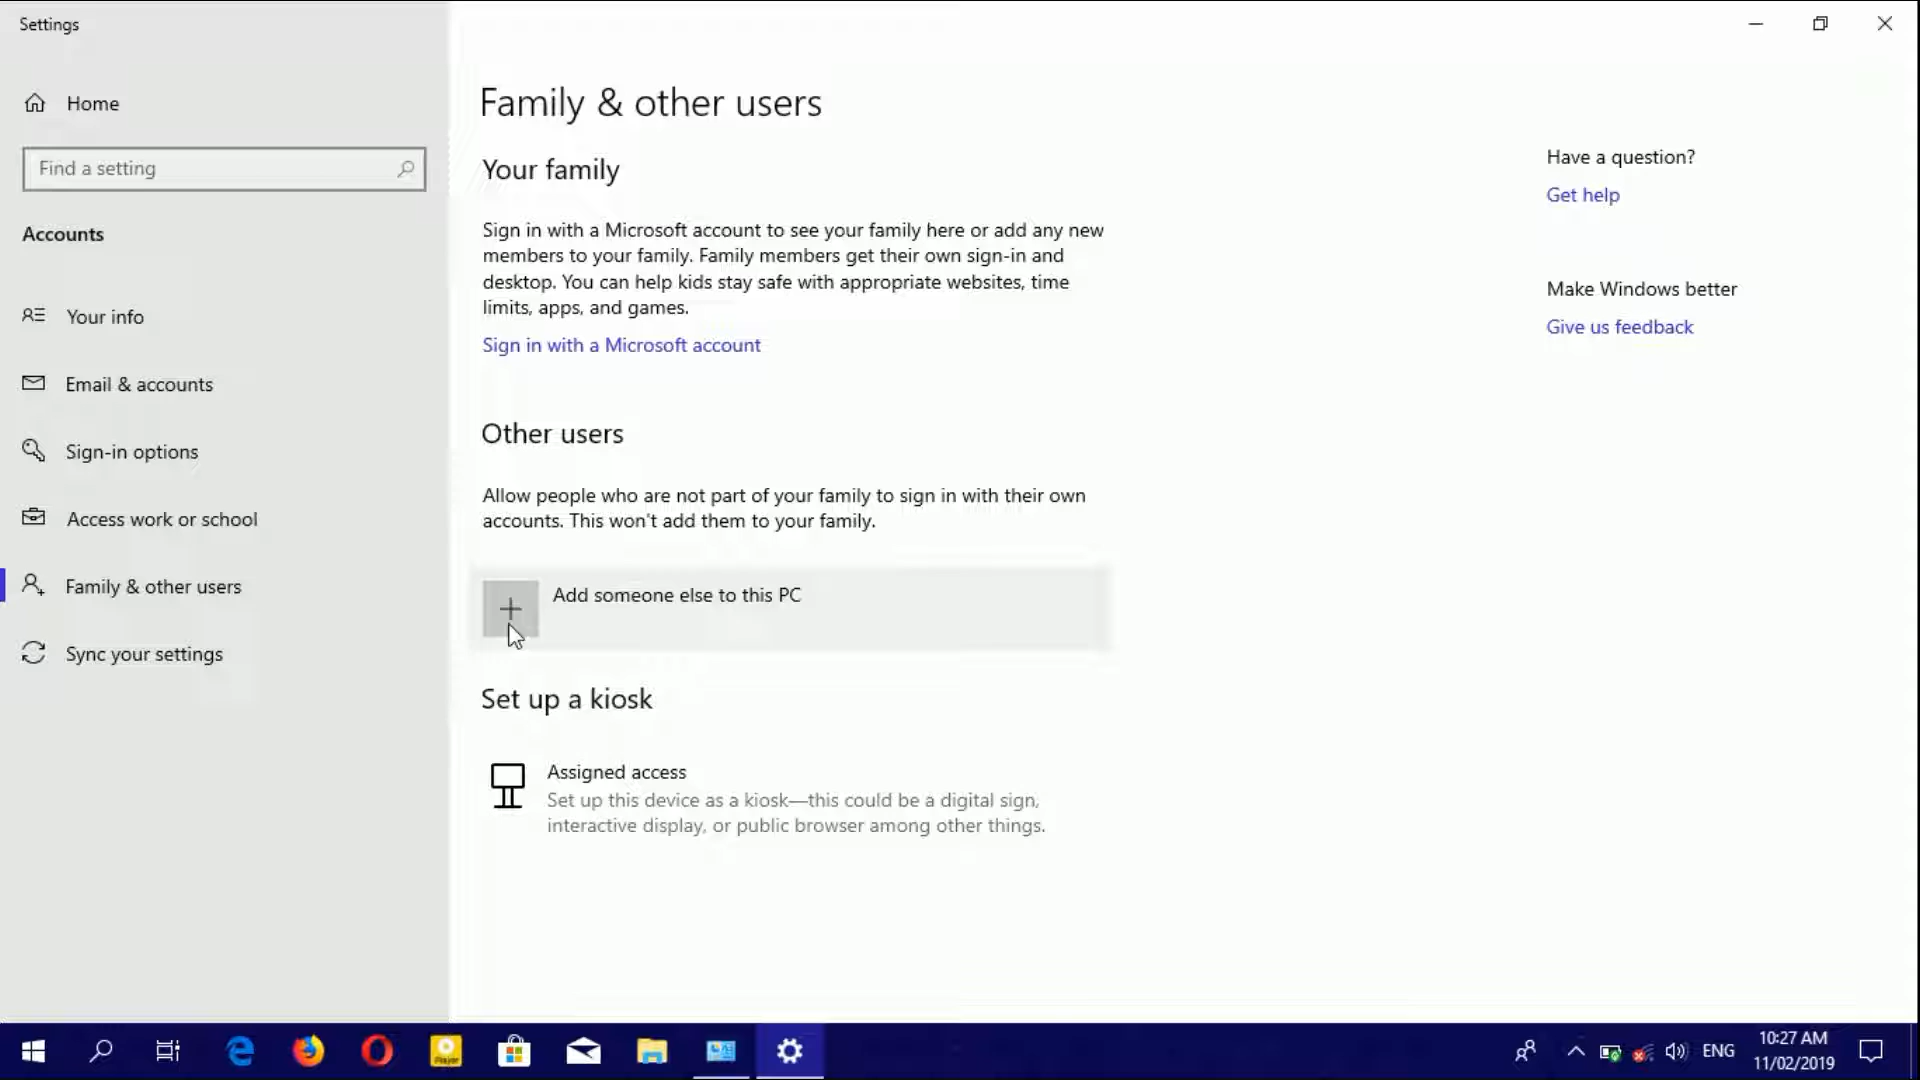 Settings
Home
Find a setting
Accounts
Your info
Email & accounts
Sign-in options
Access work or school
Family & other users
Sync your settings
Family & other users
Your family
Sign in with a Microsoft account to see your family here or add any new
members to your family. Family members get their own sign-in and
desktop. You can help kids stay safe with appropriate websites, time
limits, apps, and games.
Sign in with a Microsoft account
Other users
Allow people who are not part of your family to sign in with their own
accounts. This won't add them to your family.
Add someone else to this PC
Set up a kiosk
Assigned access
Set up this device as a kiosk—this could be a digital sign,
interactive display, or public browser among other things.
Have a question?
Get help
Make Windows better
Give us feedback
Player
ENG
10:27 AM
11/02/2019